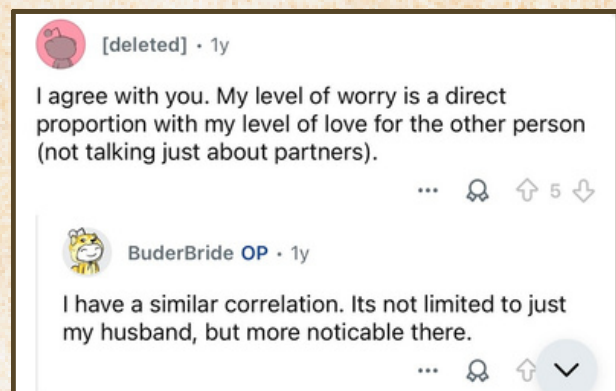 [deleted] • 1y
I agree with you. My level of worry is a direct
proportion with my level of love for the other person
(not talking just about partners).
5
BuderBride OP • 1y
I have a similar correlation. Its not limited to just
my husband, but more noticable there.